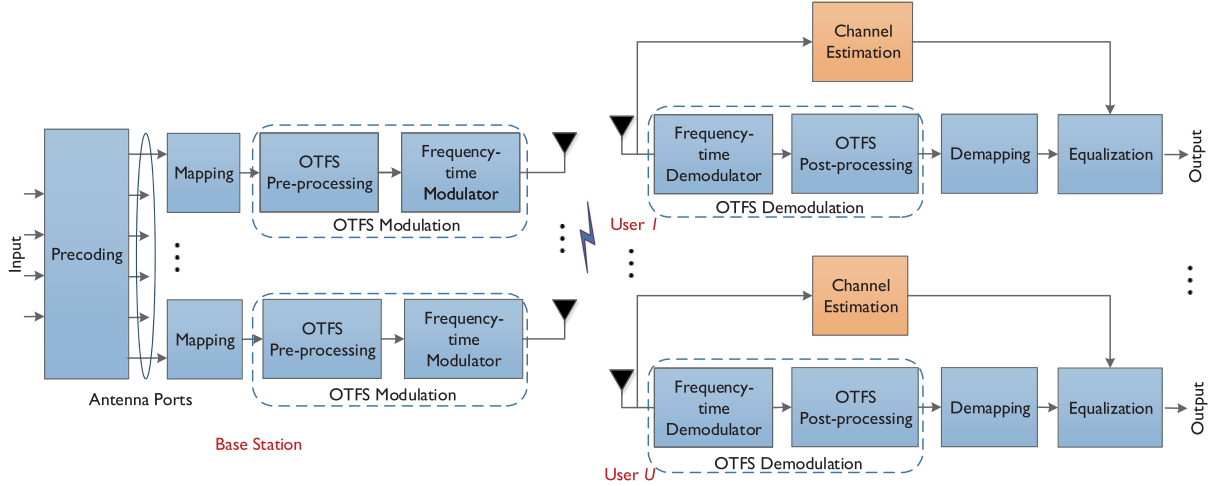 Input
Precoding
Antenna Ports
Mapping
OTFS
Pre-processing
Frequency-
time
Modulator
OTFS Modulation
Mapping
OTFS
Pre-processing
Frequency-
time
Modulator
OTFS Modulation
Base Station
Channel
Estimation
Frequency-
time
Demodulator
OTFS
Post-processing
OTFS Demodulation
Demapping
Equalization
Output
User 1
Channel
Estimation
Frequency-
time
Demodulator
OTFS
Post-processing
OTFS Demodulation
Demapping
Equalization
Output
User U